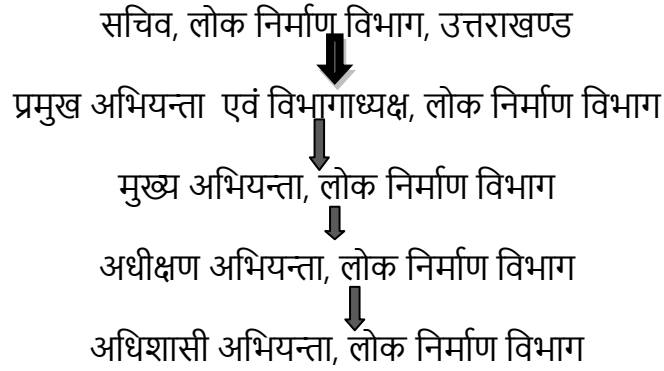 सचिव, लोक निर्माण विभाग, उत्तराखण्ड
प्रमुख अभियन्ता एवं विभागाध्यक्ष, लोक निर्माण विभाग
मुख्य अभियन्ता, लोक निर्माण विभाग
अधीक्षण अभियन्ता, लोक निर्माण विभाग
अधिशासी अभियन्ता, लोक निर्माण विभाग